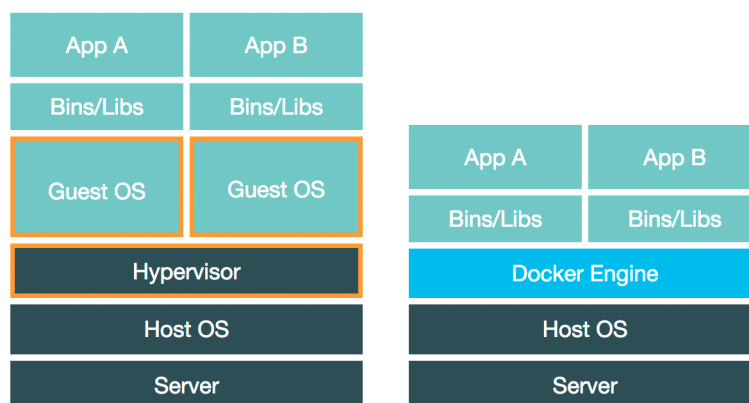 App A
App B
Bins/Libs
Bins/Libs
Guest OS
Guest OS
Hypervisor
Host OS
Server
App A
App B
Bins/Libs
Bins/Libs
Docker Engine
Host OS
Server